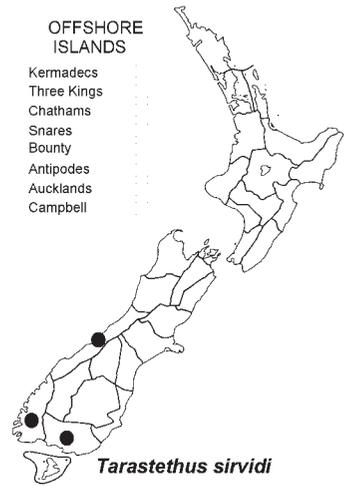 OFFSHORE
ISLANDS
Kermadecs
Three Kings
Chathams
Snares
Bounty
Antipodes
Aucklands
Campbell
Tarastethus sirvidi